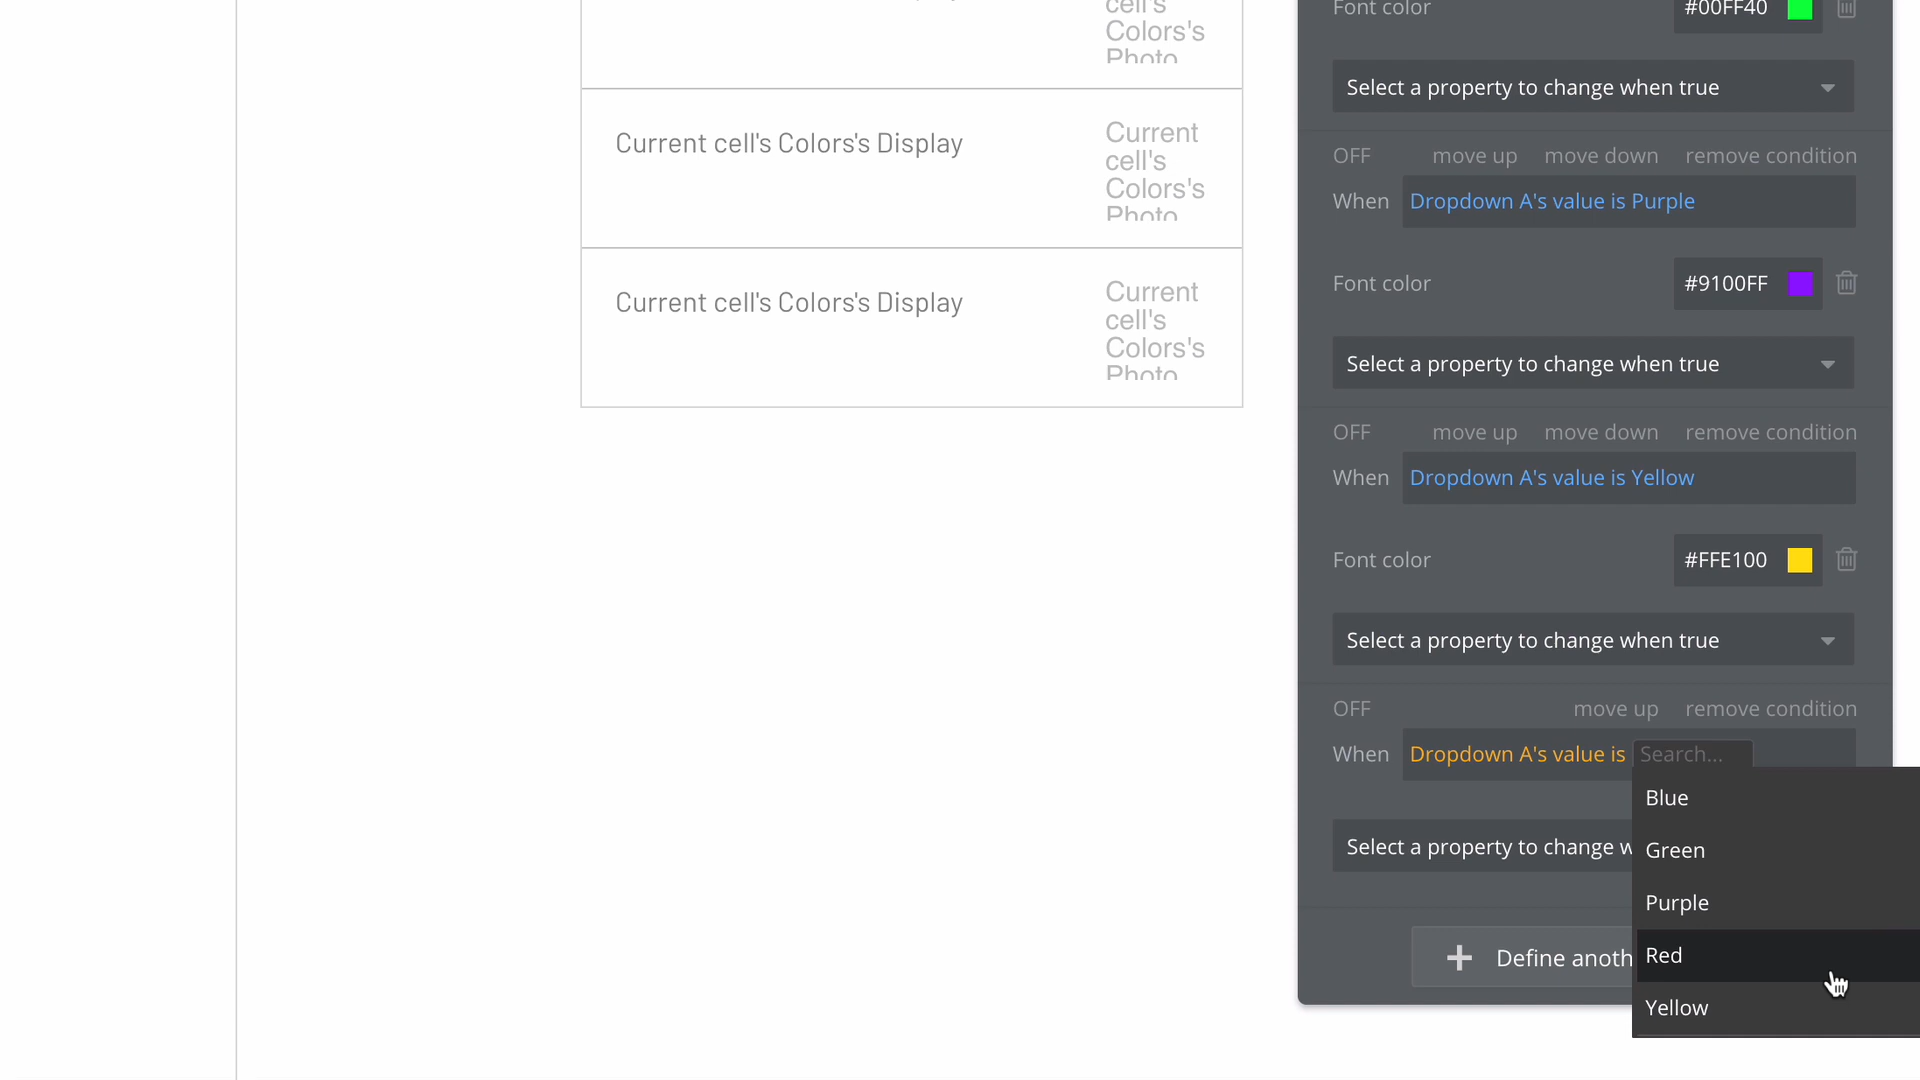 cell's
Colors's
Photo
Current cell's Colors's Display
Current
cell's
Colors's
Photo
Current cell's Colors's Display
Current
cell's
Colors's
Photo
Font color #00FF40
Select a property to change when true
OFF move up move down remove condition
When Dropdown A's value is Purple
Font color #9100FF
Select a property to change when true
OFF move up move down remove condition
When Dropdown A's value is Yellow
Font color #FFE100
Select a property to change when true
OFF move up remove condition
When Dropdown A's value is Search...
Blue
Green
Purple
Red
Yellow
Select a property to change w
Define anoth